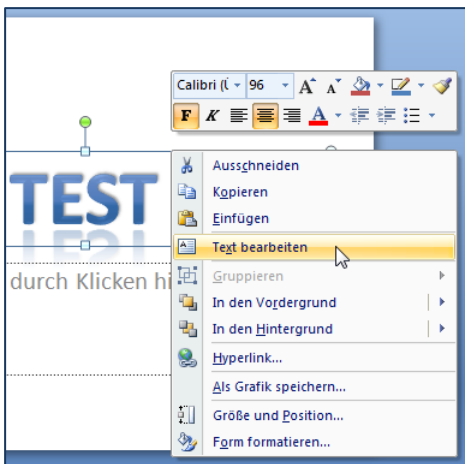 Calibri (Ü 96
F K
TEST
durch Klicken hi
Ausschneiden
Kopieren
Einfügen
Text bearbeiten
Gruppieren
In den Vordergrund
In den Hintergrund
Hyperlink...
Als Grafik speichern...
Größe und Position...
Form formatieren...